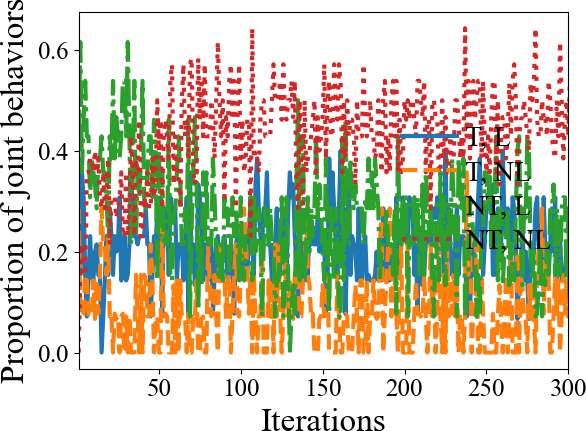 Proportion of joint behaviors
0.6
0.4
0.2
0.0
T, L
T, NL
NT, L
NT, NL
50
100
150
200
250
300
Iterations